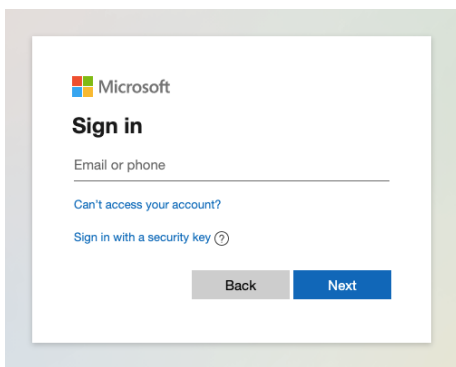 Microsoft
Sign in
Email or phone
Can't access your account?
Sign in with a security key ?
Back Next